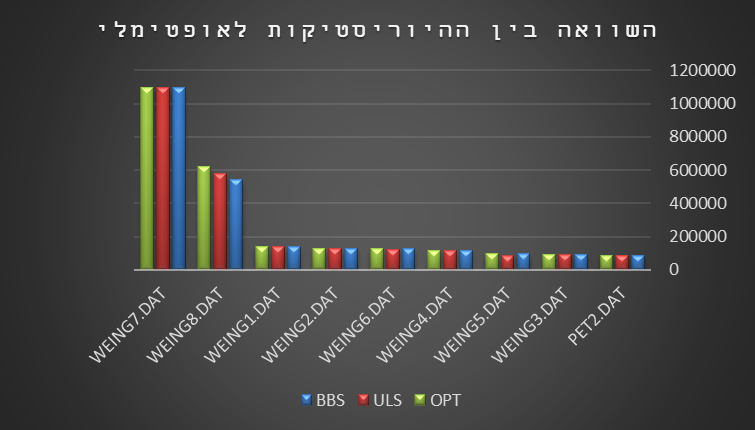 השוואה בין ההיוריסטיקות לאופטימלי
1200000
1000000
800000
600000
400000
200000
0
WEING7.DAT
WEING8.DAT
WEING1.DAT
WEING2.DAT
WEING6.DAT
WEING4.DAT
WEING5.DAT
WEING3.DAT
PET2.DAT
BBS ULS OPT